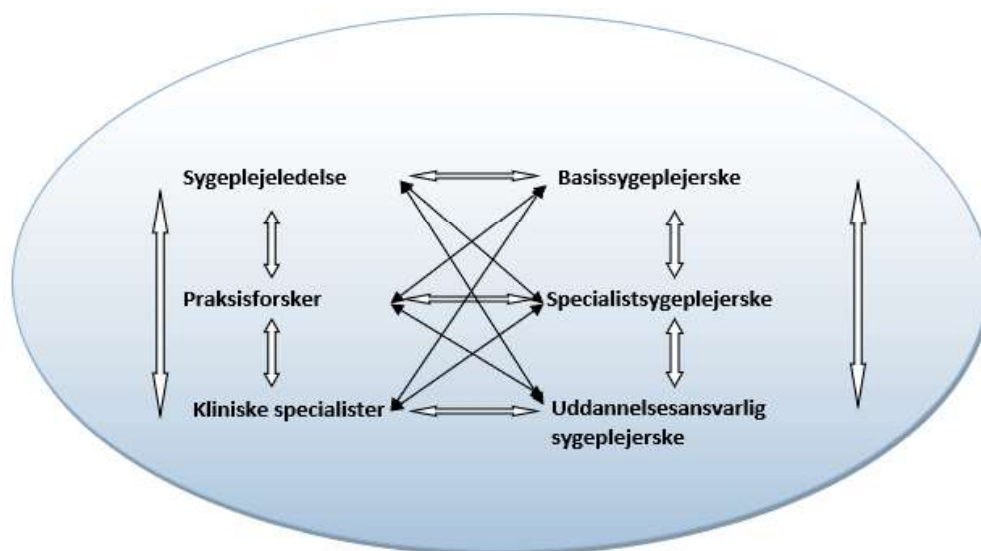 Sygeplejeledelse
Basissygeplejerske
Praksisforsker
Specialistsygeplejerske
Kliniske specialister
Uddannelsesansvarlig
sygeplejerske